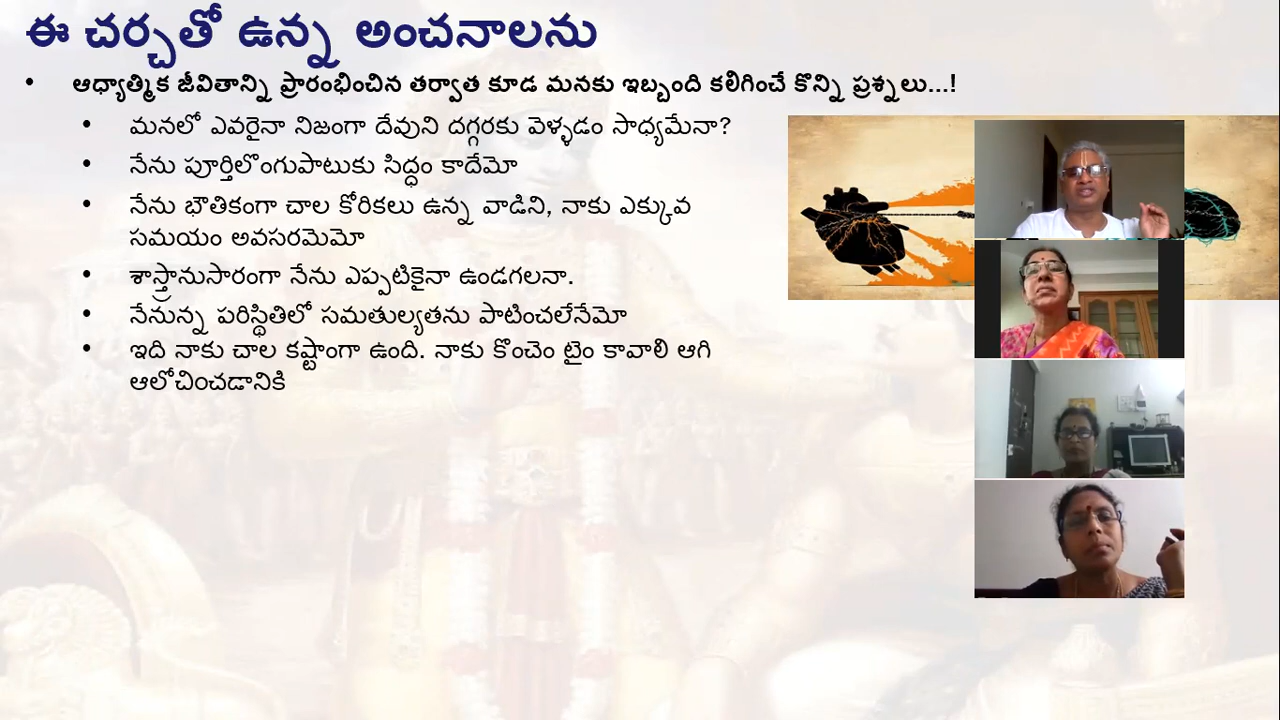 ఈ చర్చతో ఉన్న అంచనాలను
• ఆధ్యాత్మిక జీవితాన్ని ప్రారంభించిన తర్వాత కూడ మనకు ఇబ్బంది కలిగించే కొన్ని ప్రశ్నలు...!
• మనలో ఎవరైనా నిజంగా దేవుని దగ్గరకు వెళ్ళడం సాధ్యమేనా?
• నేను పూర్తిలొంగుపాటుకు సిద్ధం కాదేమో
• నేను భౌతికంగా చాల కోరికలు ఉన్న వాడిని, నాకు ఎక్కువ
సమయం అవసరమెమో
• శాస్త్రానుసారంగా నేను ఎప్పటికైనా ఉండగలనా.
• నేనున్న పరిస్థితిలో సమతుల్యతను పాటించలేనేమో
• ఇది నాకు చాల కష్టాంగా ఉంది. నాకు కొంచెం టైం కావాలి ఆగి
ఆలోచించడానికి